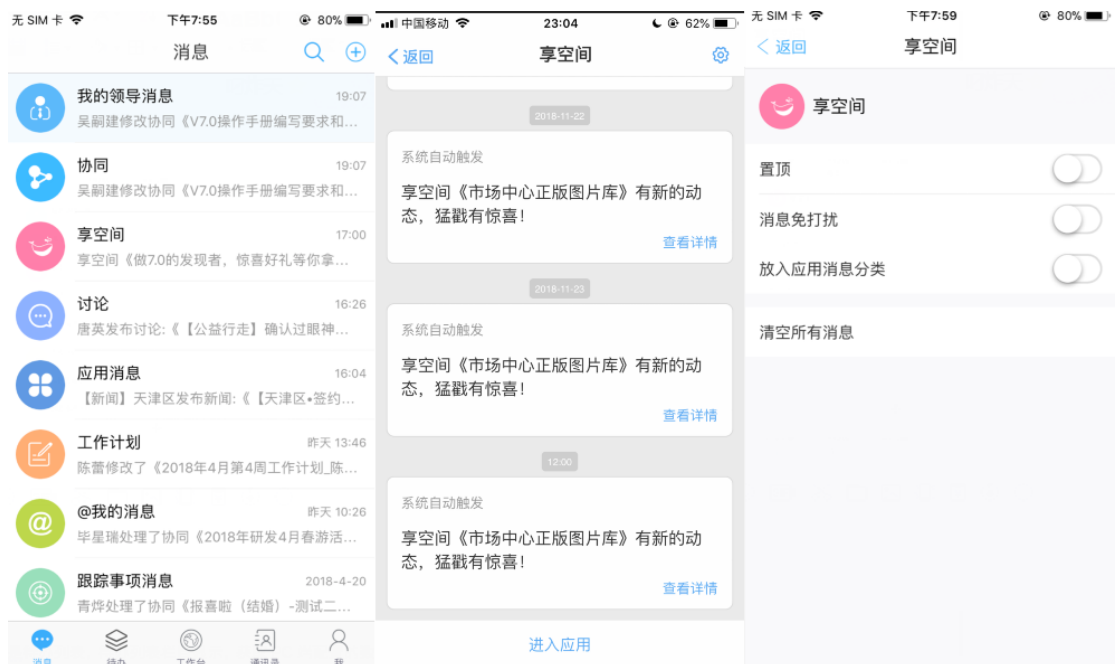 无 SIM 卡 下午7:55 80%
消息
我的领导消息 19:07
吴嗣建修改协同《V7.0操作手册编写要求和...
协同 19:07
吴嗣建修改协同《V7.0操作手册编写要求和...
享空间 17:00
享空间《做7.0的发现者，惊喜好礼等你拿...
讨论 16:26
唐英发布讨论:《【公益行走】确认过眼神...
应用消息 16:04
【新闻】天津区发布新闻:《【天津区•签约...
工作计划 昨天 13:46
陈蕾修改了《2018年4月第4周工作计划_陈...
@我的消息 昨天 10:26
毕星瑞处理了协同《2018年研发4月春游活...
跟踪事项消息 2018-4-20
青烨处理了协同《报喜啦（结婚）-测试二...
消息 待办 工作台 通讯录 我
中国移动 23:04 62%
返回 享空间
2018-11-22
系统自动触发
享空间《市场中心正版图片库》有新的动
态，猛戳有惊喜！
查看详情
2018-11-23
系统自动触发
享空间《市场中心正版图片库》有新的动
态，猛戳有惊喜！
查看详情
12:00
系统自动触发
享空间《市场中心正版图片库》有新的动
态，猛戳有惊喜！
查看详情
进入应用
无 SIM 卡 下午7:59 80%
返回 享空间
享空间
置顶
消息免打扰
放入应用消息分类
清空所有消息